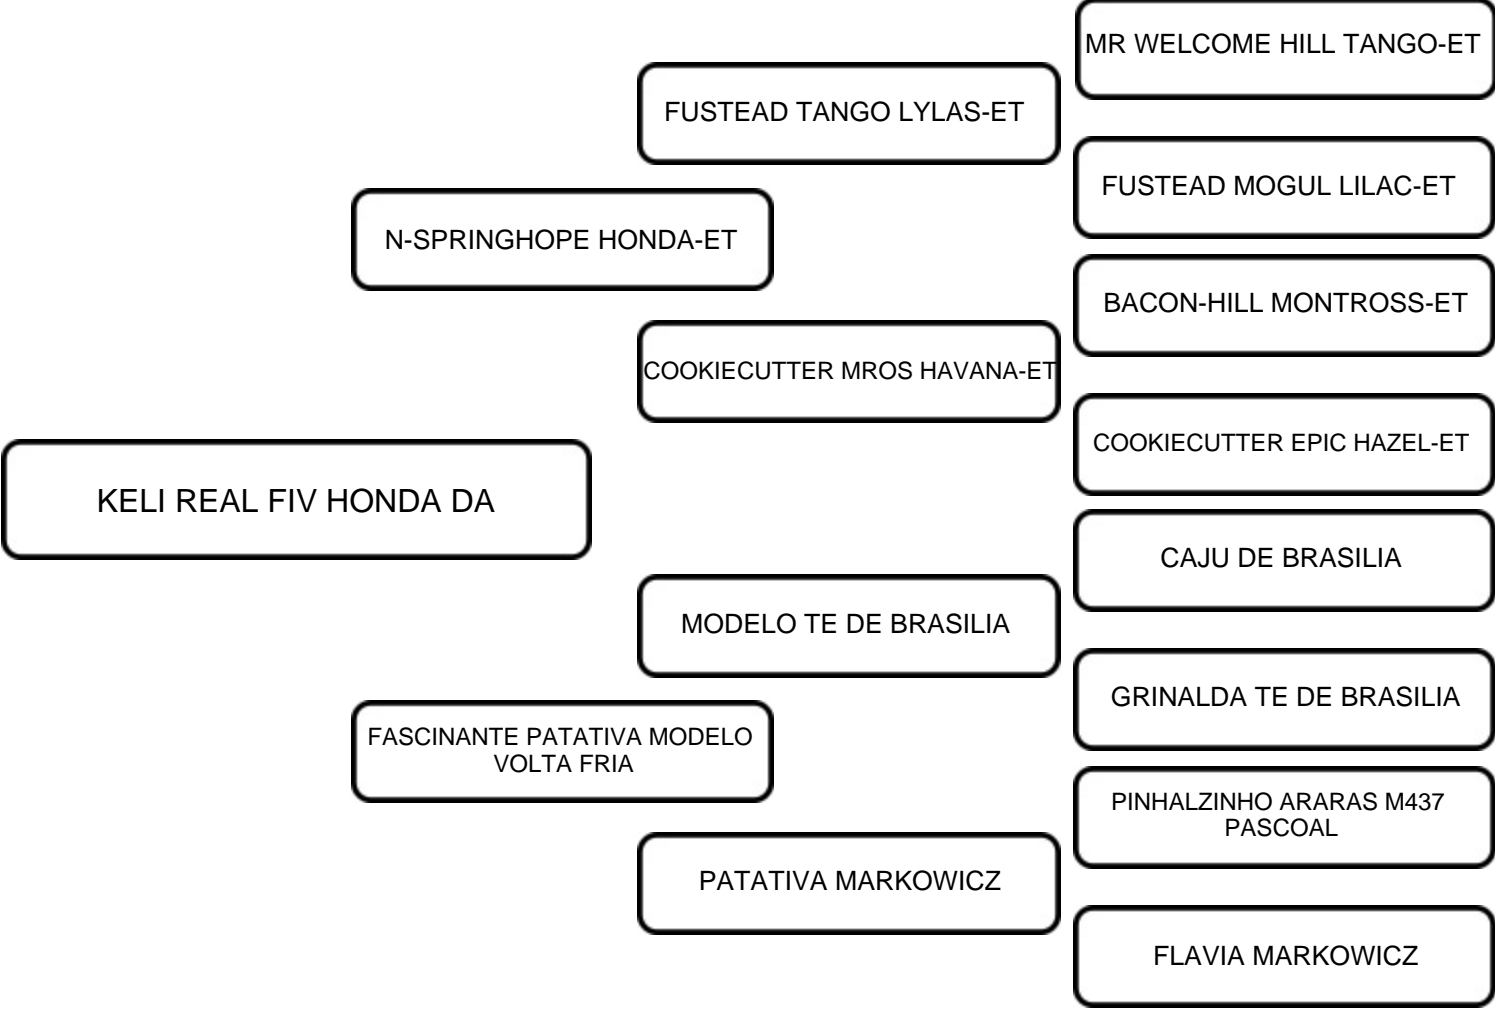 MR WELCOME HILL TANGO-ET
FUSTEAD TANGO LYLAS-ET
FUSTEAD MOGUL LILAC-ET
N-SPRINGHOPE HONDA-ET
BACON-HILL MONTROSS-ET
COOKIECUTTER MROS HAVANA-ET
COOKIECUTTER EPIC HAZEL-ET
KELI REAL FIV HONDA DA
CAJU DE BRASILIA
MODELO TE DE BRASILIA
GRINALDA TE DE BRASILIA
FASCINANTE PATATIVA MODELO
VOLTA FRIA
PINHALZINHO ARARAS M437
PASCOAL
PATATIVA MARKOWICZ
FLAVIA MARKOWICZ